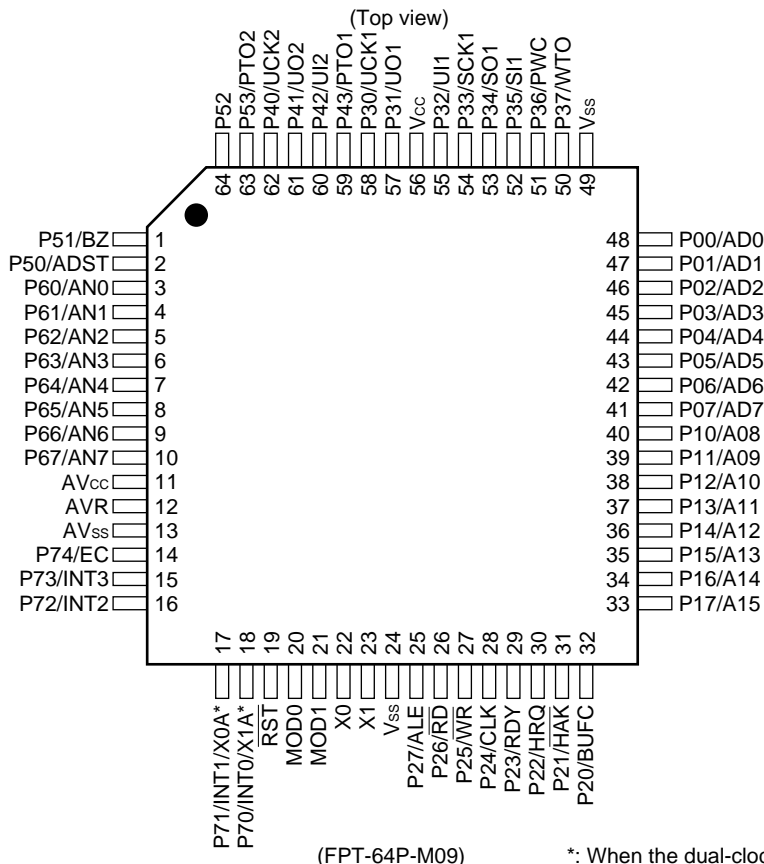 (Top view)
P52
P53/PTO2
P40/UCK2
P41/UO2
P42/UI2
P43/PTO1
P30/UCK1
P31/UO1
Vcc
P32/UI1
P33/SCK1
P34/SO1
P35/SI1
P36/PWC
P37/WTO
Vss
64 63 62 61 60 59 58 57 56 55 54 53 52 51 50 49
P51/BZ 1
P50/ADST 2
P60/AN0 3
P61/AN1 4
P62/AN2 5
P63/AN3 6
P64/AN4 7
P65/AN5 8
P66/AN6 9
P67/AN7 10
AVcc 11
AVR 12
AVss 13
P74/EC 14
P73/INT3 15
P72/INT2 16
48 P00/AD0
47 P01/AD1
46 P02/AD2
45 P03/AD3
44 P04/AD4
43 P05/AD5
42 P06/AD6
41 P07/AD7
40 P10/A08
39 P11/A09
38 P12/A10
37 P13/A11
36 P14/A12
35 P15/A13
34 P16/A14
33 P17/A15
17 18 19 20 21 22 23 24 25 26 27 28 29 30 31 32
P71/INT1/X0A*
P70/INT0/X1A*
RST
MOD0
MOD1
X0
X1
Vss
P27/ALE
P26/RD
P25/WR
P24/CLK
P23/RDY
P22/HRQ
P21/HAK
P20/BUFC
(FPT-64P-M09)
*: When the dual-cloc